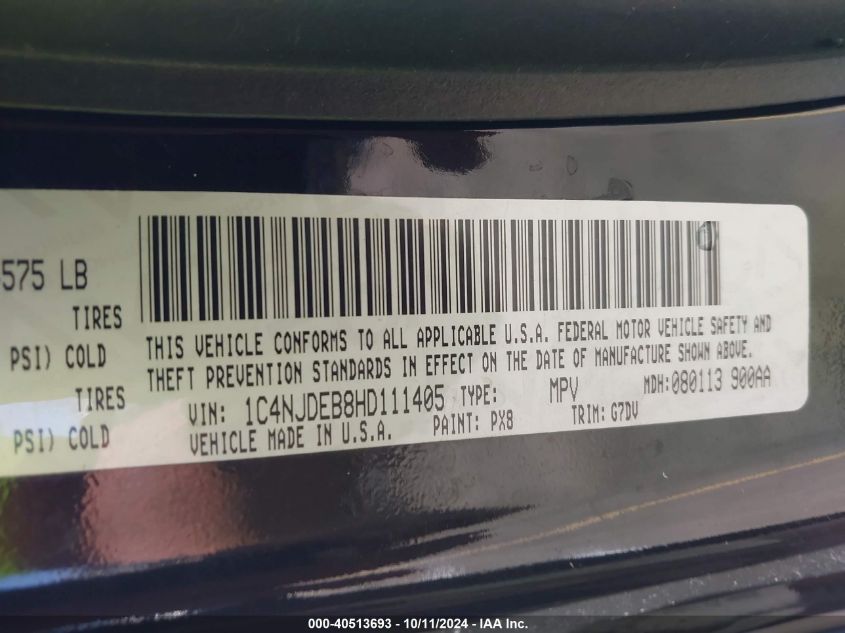 575 LB
TIRES
PSI) COLD
TIRES
PSI) COLD
THIS VEHICLE CONFORMS TO ALL APPLICABLE U.S.A. FEDERAL MOTOR VEHICLE SAFETY AND
THEFT PREVENTION STANDARDS IN EFFECT ON THE DATE OF MANUFACTURE SHOWN ABOVE.
VIN: 1C4NJDEB8HD111405 TYPE: MPV MDH: 080113 900AA
VEHICLE MADE IN U.S.A. PAINT: PX8 TRIM: G7DV
000-40513693 - 10/11/2024 - IAA Inc.